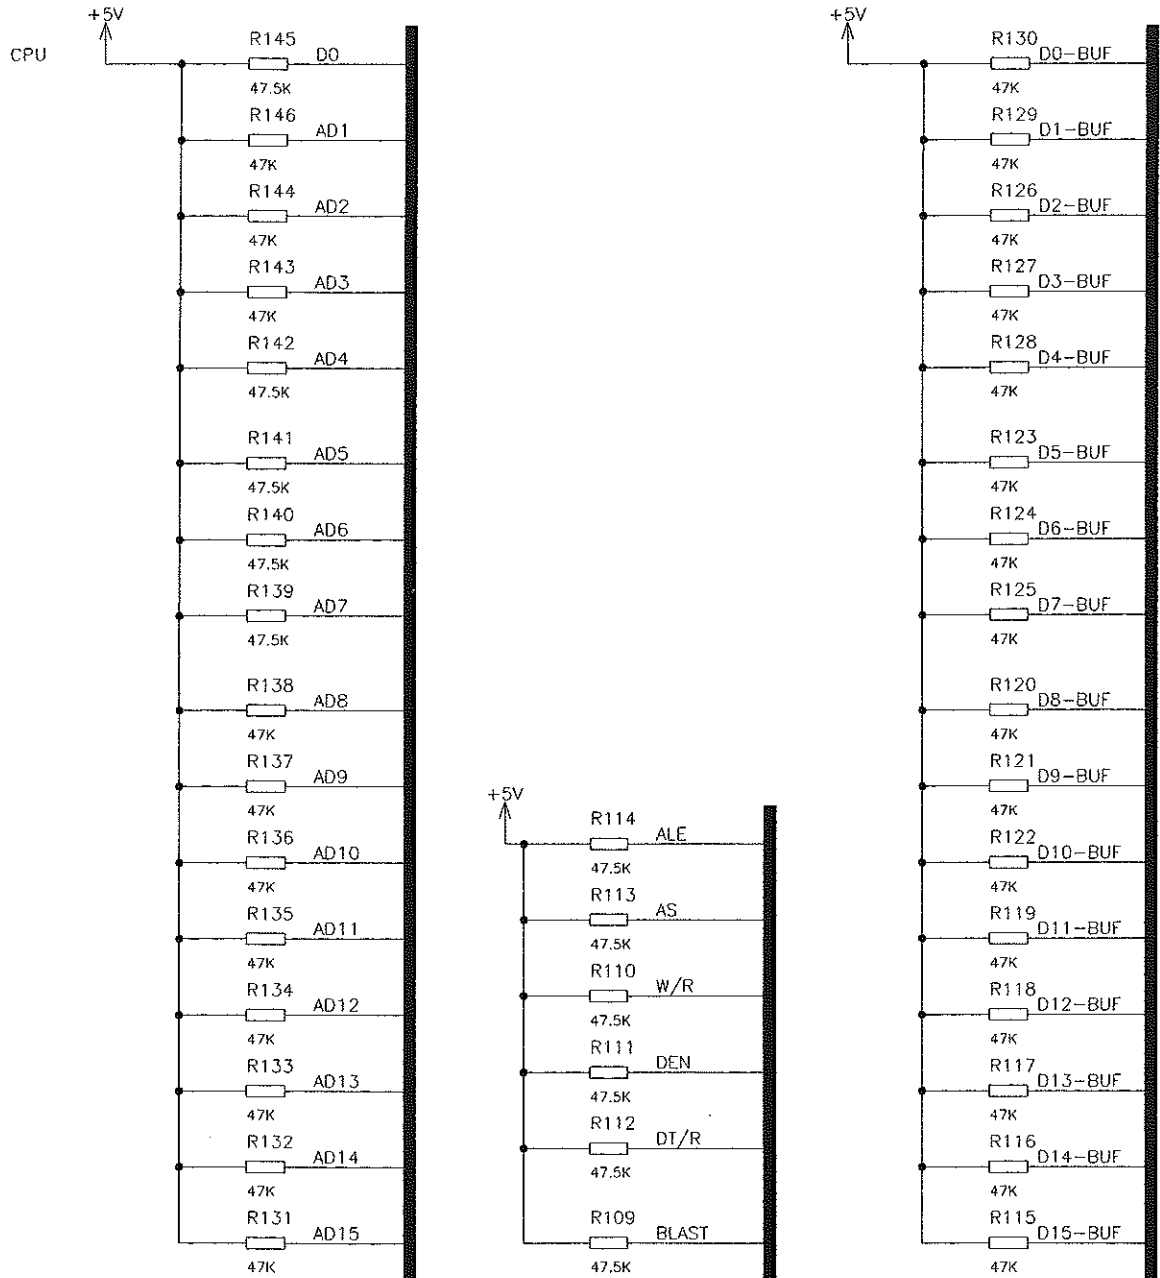 CPU
+5V
R145 D0
47.5K
R146 AD1
47K
R144 AD2
47K
R143 AD3
47K
R142 AD4
47.5K
R141 AD5
47.5K
R140 AD6
47.5K
R139 AD7
47.5K
R138 AD8
47K
R137 AD9
47K
R136 AD10
47K
R135 AD11
47K
R134 AD12
47K
R133 AD13
47K
R132 AD14
47K
R131 AD15
47K
+5V
R114 ALE
47.5K
R113 AS
47.5K
R110 W/R
47.5K
R111 DEN
47.5K
R112 DT/R
47.5K
R109 BLAST
47.5K
+5V
R130 D0-BUF
47K
R129 D1-BUF
47K
R126 D2-BUF
47K
R127 D3-BUF
47K
R128 D4-BUF
47K
R123 D5-BUF
47K
R124 D6-BUF
47K
R125 D7-BUF
47K
R120 D8-BUF
47K
R121 D9-BUF
47K
R122 D10-BUF
47K
R119 D11-BUF
47K
R118 D12-BUF
47K
R117 D13-BUF
47K
R116 D14-BUF
47K
R115 D15-BUF
47K